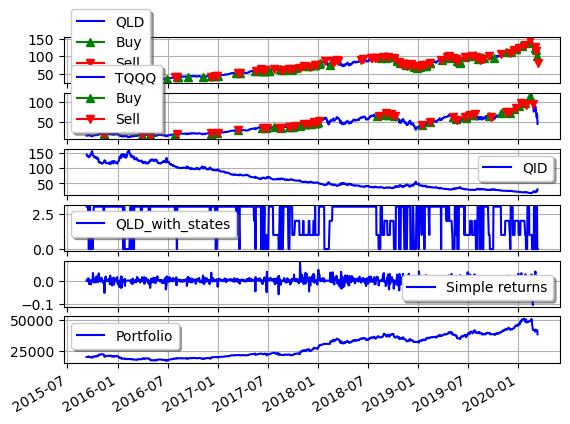 QLD
Buy
Sell
150
100
50
TQQQ
Buy
Sell
100
50
QID
150
100
50
QLD_with_states
2.5
0.0
Simple returns
0.0
−0.1
Portfolio
50000
25000
2015-07
2016-01
2016-07
2017-01
2017-07
2018-01
2018-07
2019-01
2019-07
2020-01